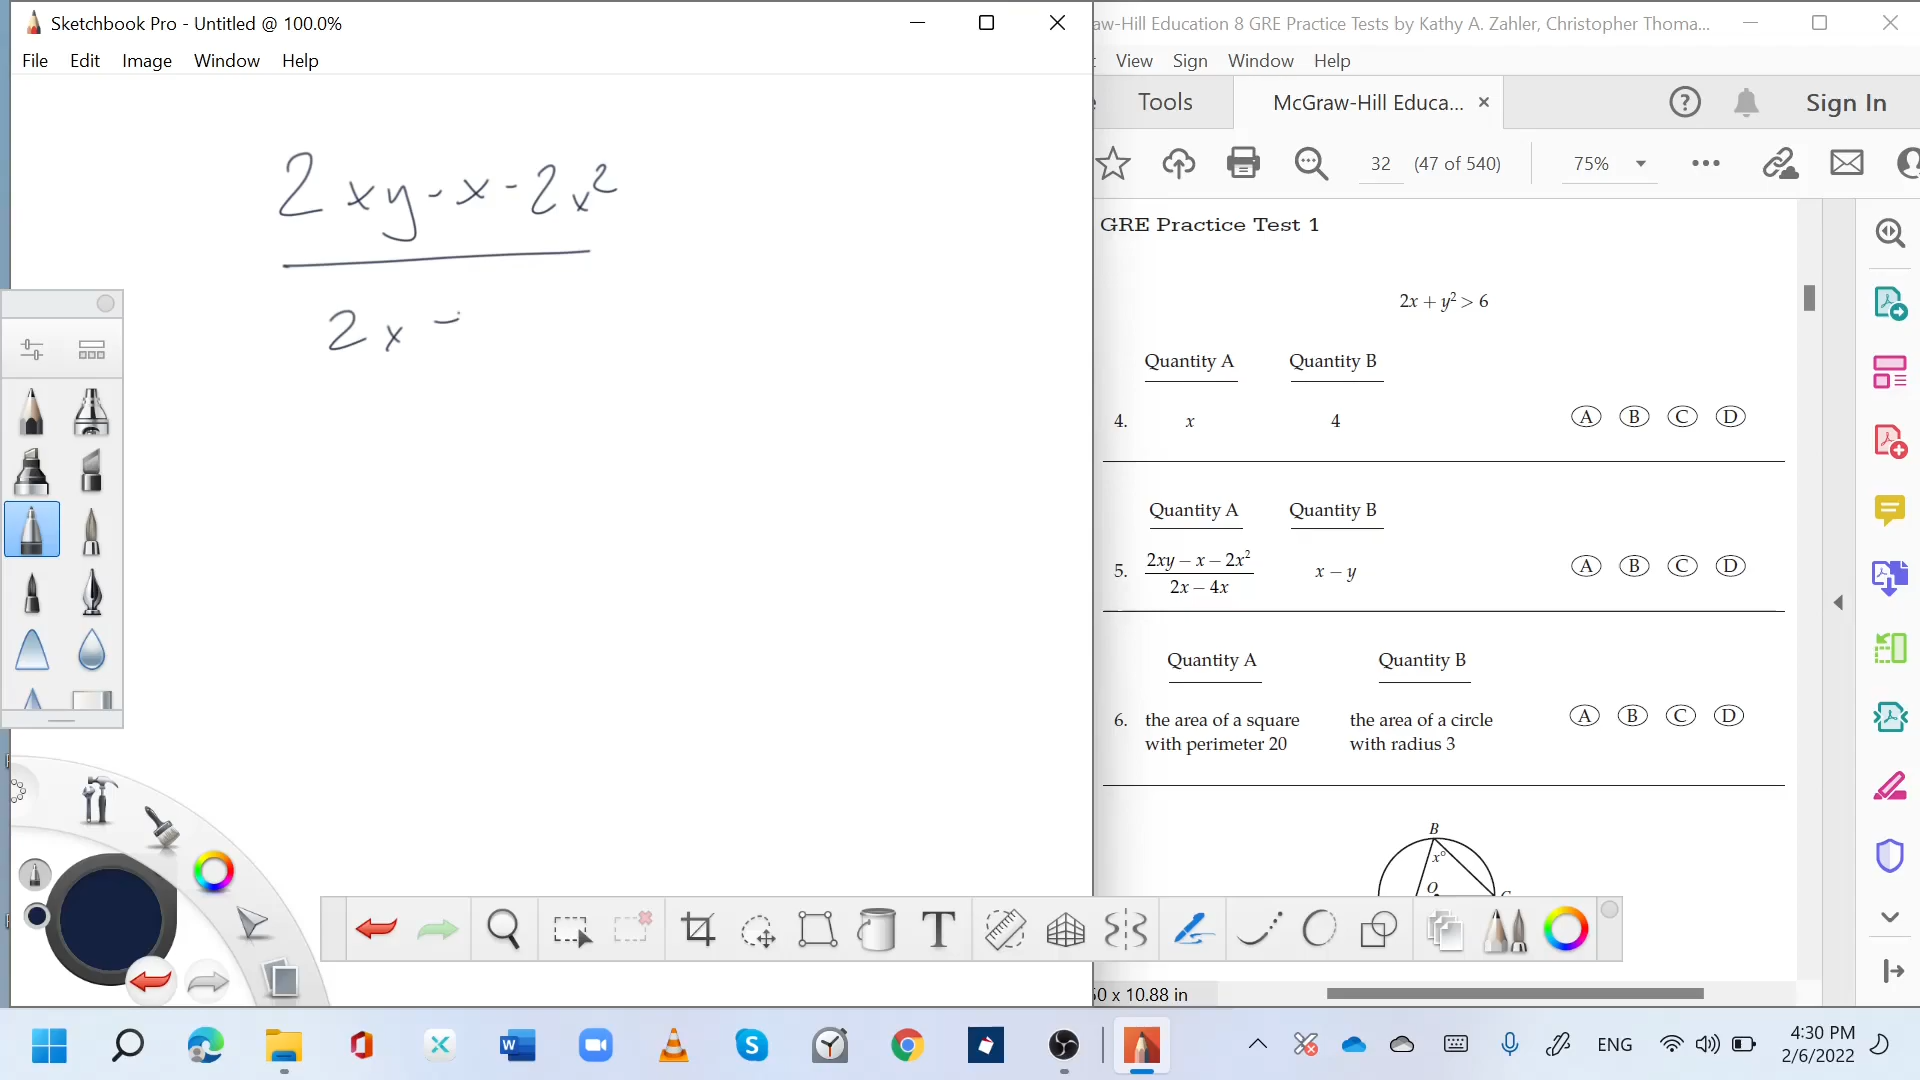 Sketchbook Pro - Untitled @ 100.0%
File Edit Image Window Help
2xy-x-2x²
2x -
aw-Hill Education 8 GRE Practice Tests by Kathy A. Zahler, Christopher Thoma...
View Sign Window Help
Tools McGraw-Hill Educa... × Sign In
32 (47 of 540) 75%
GRE Practice Test 1
2x + y² > 6
Quantity A Quantity B
4. x 4 A B C D
Quantity A Quantity B
5. 2xy – x – 2x² x – y A B C D
2x – 4x
Quantity A Quantity B
6. the area of a square the area of a circle A B C D
with perimeter 20 with radius 3
B
x°
O
T
50 x 10.88 in
ENG
4:30 PM
2/6/2022